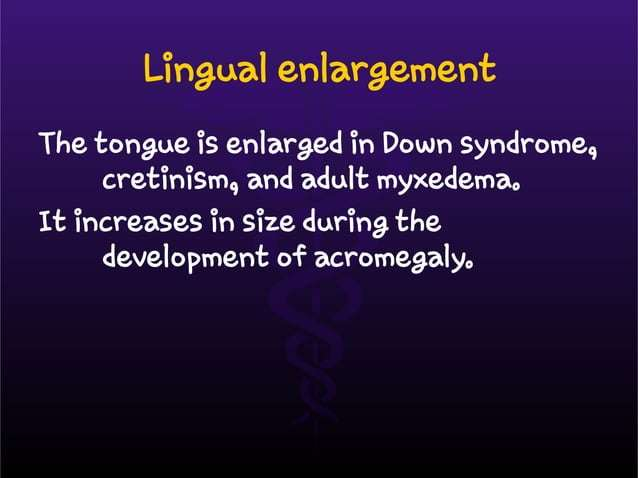 Lingual enlargement
The tongue is enlarged in Down syndrome,
cretinism, and adult myxedema.
It increases in size during the
development of acromegaly.